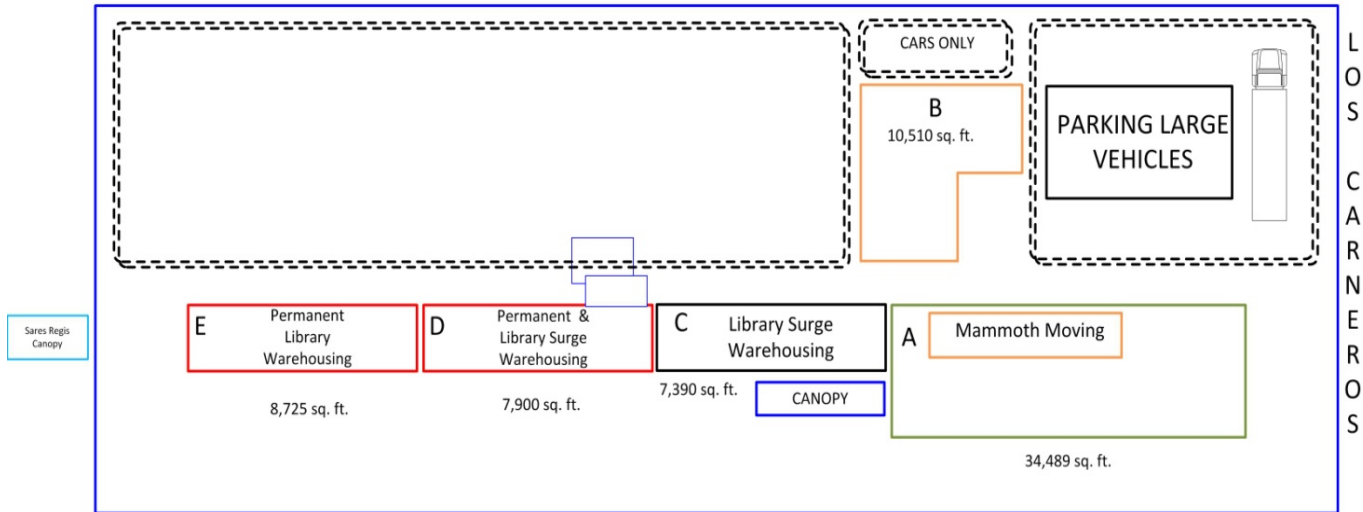 CARS ONLY
B
10,510 sq. ft.
PARKING LARGE
VEHICLES
LOS CARNEROS
Sares Regis
Canopy
E
Permanent
Library
Warehousing
8,725 sq. ft.
D
Permanent &
Library Surge
Warehousing
7,900 sq. ft.
C
Library Surge
Warehousing
7,390 sq. ft.
CANOPY
A
Mammoth Moving
34,489 sq. ft.